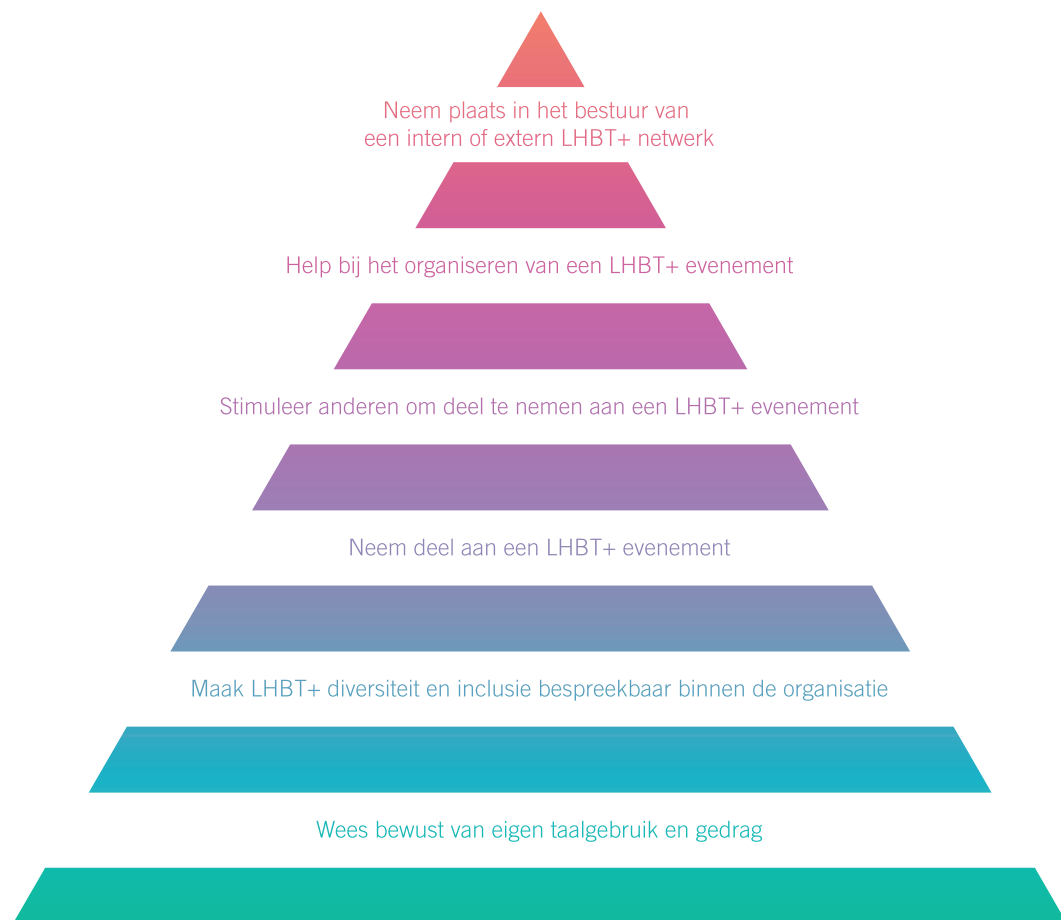 Neem plaats in het bestuur van
een intern of extern LHBT+ netwerk
Help bij het organiseren van een LHBT+ evenement
Stimuleer anderen om deel te nemen aan een LHBT+ evenement
Neem deel aan een LHBT+ evenement
Maak LHBT+ diversiteit en inclusie bespreekbaar binnen de organisatie
Wees bewust van eigen taalgebruik en gedrag